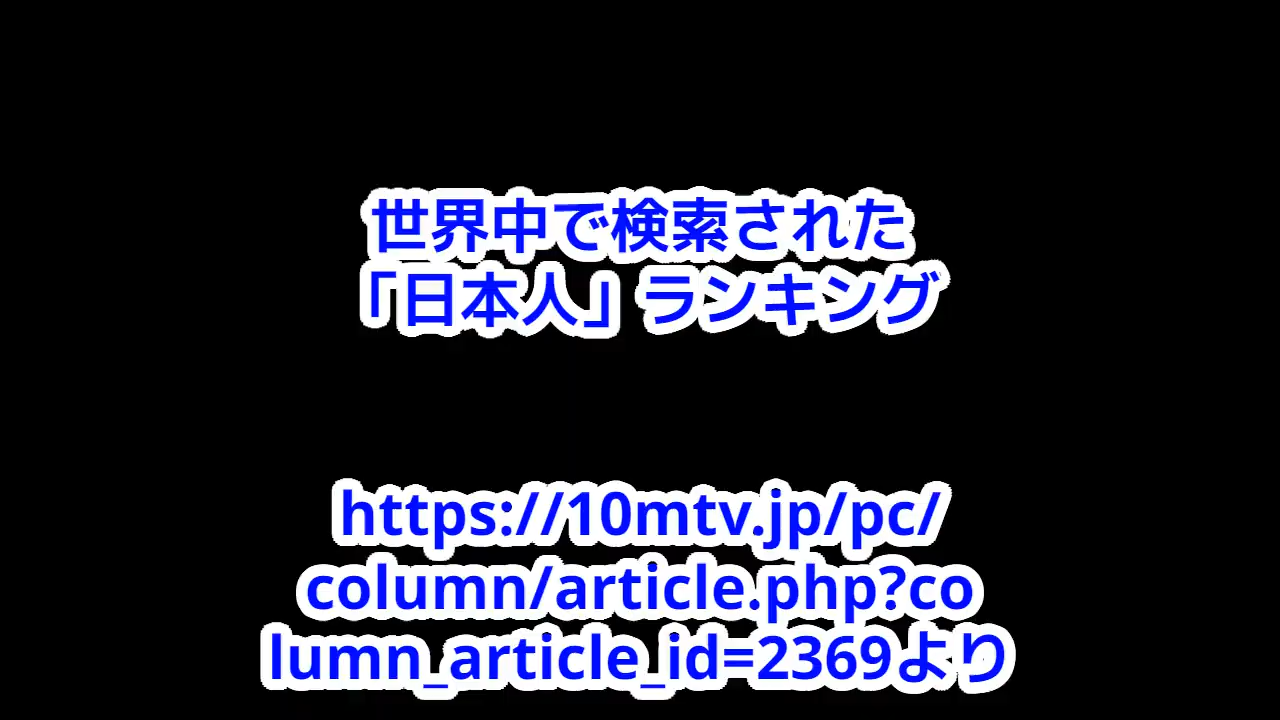 世界中で検索された
「日本人」ランキング
https://10mtv.jp/pc/
column/article.php?co
lumn_article_id=2369より